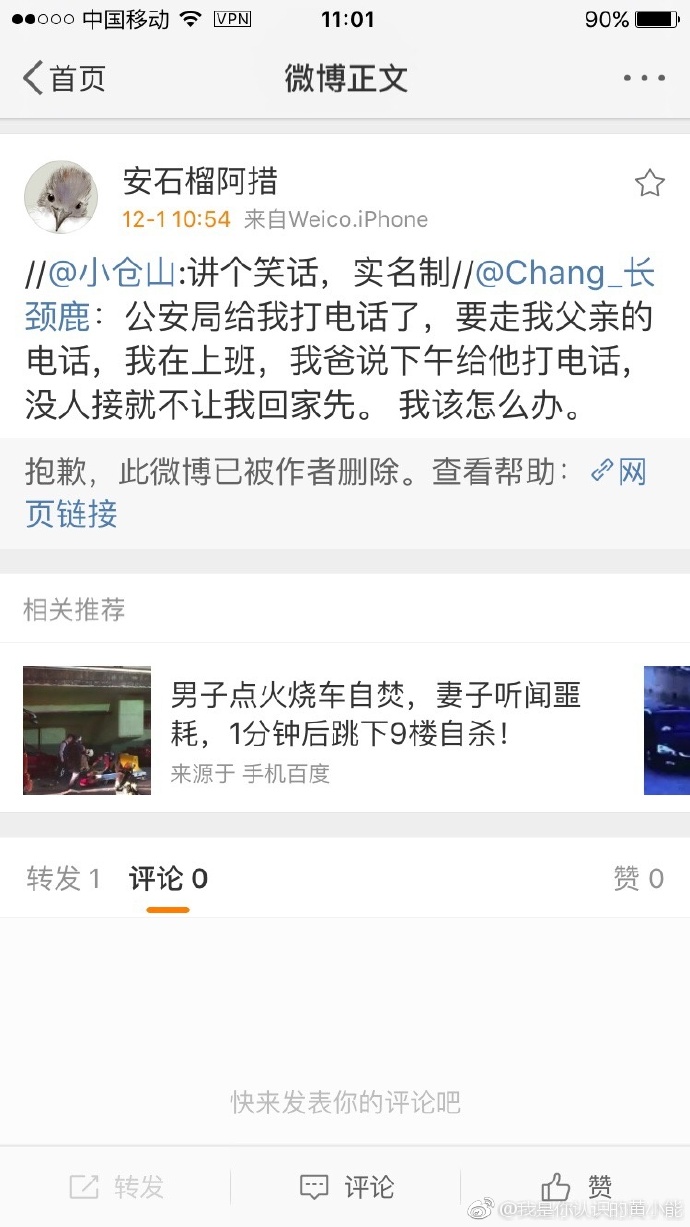 中国移动 VPN 11:01 90%
首页 微博正文
安石榴阿措
12-1 10:54 来自Weico.iPhone
//@小仓山:讲个笑话，实名制//@Chang_长
颈鹿：公安局给我打电话了，要走我父亲的
电话，我在上班，我爸说下午给他打电话，
没人接就不让我回家先。 我该怎么办。
抱歉，此微博已被作者删除。查看帮助：网
页链接
相关推荐
男子点火烧车自焚，妻子听闻噩
耗，1分钟后跳下9楼自杀！
来源于 手机百度
转发 1 评论 0 赞 0
快来发表你的评论吧
转发 评论 赞
@我是你认识的黄小能